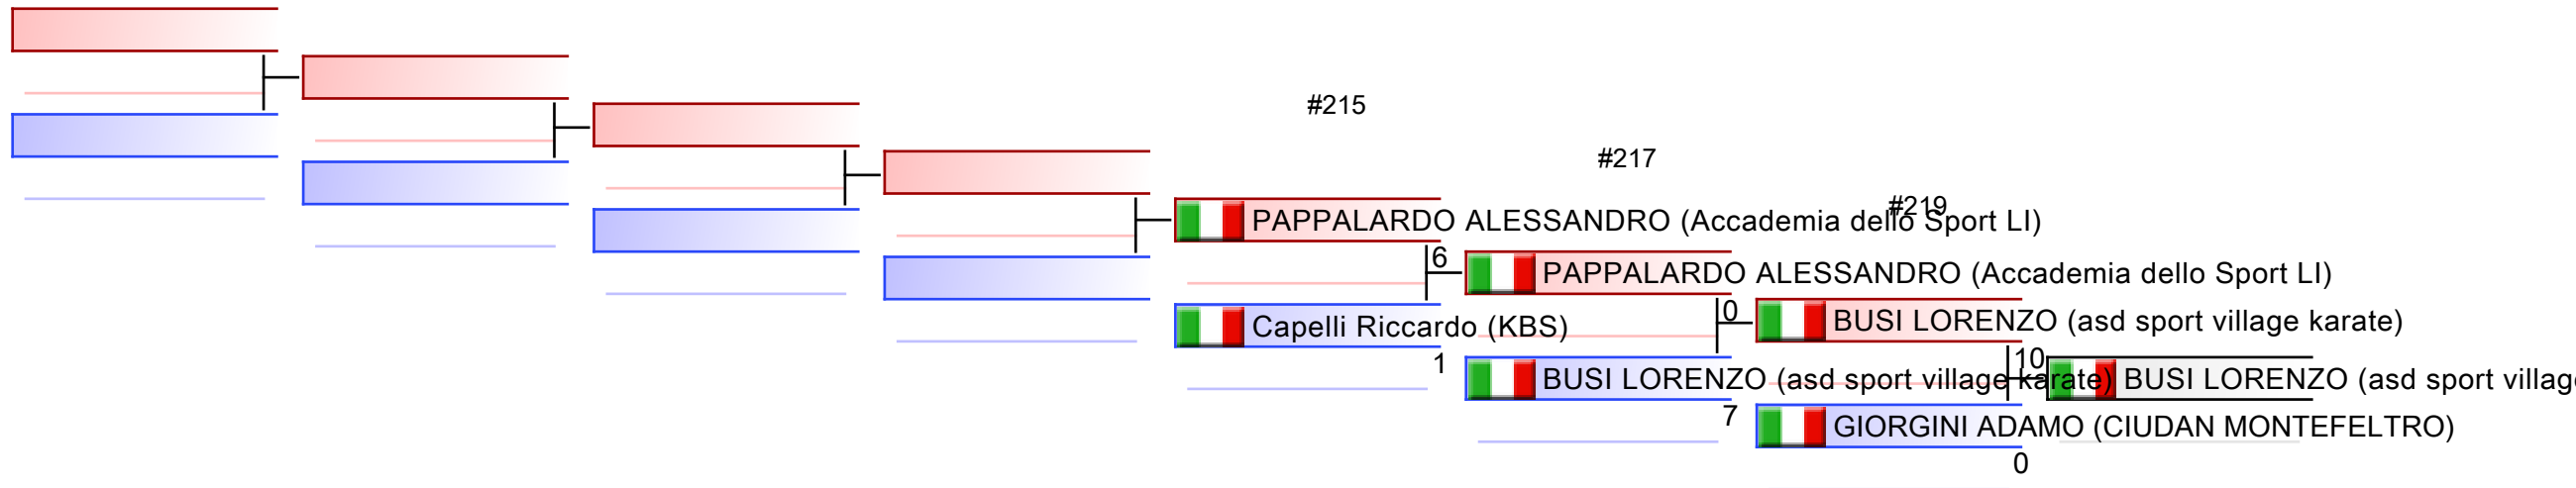 #215
#217
#219
PAPPALARDO ALESSANDRO (Accademia dello Sport LI)
6
PAPPALARDO ALESSANDRO (Accademia dello Sport LI)
0
BUSI LORENZO (asd sport village karate)
Capelli Riccardo (KBS)
1
10
BUSI LORENZO (asd sport village karate)
BUSI LORENZO (asd sport villag
7
GIORGINI ADAMO (CIUDAN MONTEFELTRO)
0